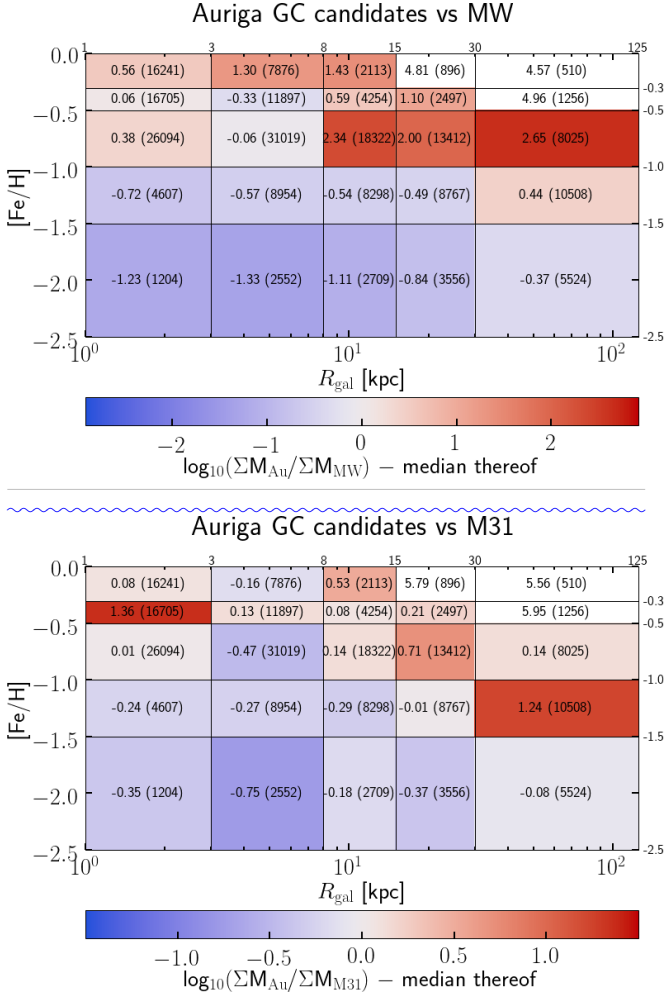 Auriga GC candidates vs MW
1 3 8 15 30 125
0.0 0.56 (16241) 1.30 (7876) 1.43 (2113) 4.81 (896) 4.57 (510)
-0.3
0.06 (16705) -0.33 (11897) 0.59 (4254) 1.10 (2497) 4.96 (1256)
−0.5 -0.5
0.38 (26094) -0.06 (31019) 2.34 (18322) 2.00 (13412) 2.65 (8025)
−1.0 -1.0
[Fe/H]
-0.72 (4607) -0.57 (8954) -0.54 (8298) -0.49 (8767) 0.44 (10508)
−1.5 -1.5
−2.0 -1.23 (1204) -1.33 (2552) -1.11 (2709) -0.84 (3556) -0.37 (5524)
−2.5 -2.5
10⁰ 10¹ 10²
R_gal [kpc]
−2 −1 0 1 2
log₁₀(ΣM_Au/ΣM_MW) − median thereof
Auriga GC candidates vs M31
1 3 8 15 30 125
0.0 0.08 (16241) -0.16 (7876) 0.53 (2113) 5.79 (896) 5.56 (510)
-0.3
1.36 (16705) 0.13 (11897) 0.08 (4254) 0.21 (2497) 5.95 (1256)
−0.5 -0.5
0.01 (26094) -0.47 (31019) 0.14 (18322) 0.71 (13412) 0.14 (8025)
−1.0 -1.0
[Fe/H]
-0.24 (4607) -0.27 (8954) -0.29 (8298) -0.01 (8767) 1.24 (10508)
−1.5 -1.5
−2.0 -0.35 (1204) -0.75 (2552) -0.18 (2709) -0.37 (3556) -0.08 (5524)
−2.5 -2.5
10⁰ 10¹ 10²
R_gal [kpc]
−1.0 −0.5 0.0 0.5 1.0
log₁₀(ΣM_Au/ΣM_M31) − median thereof